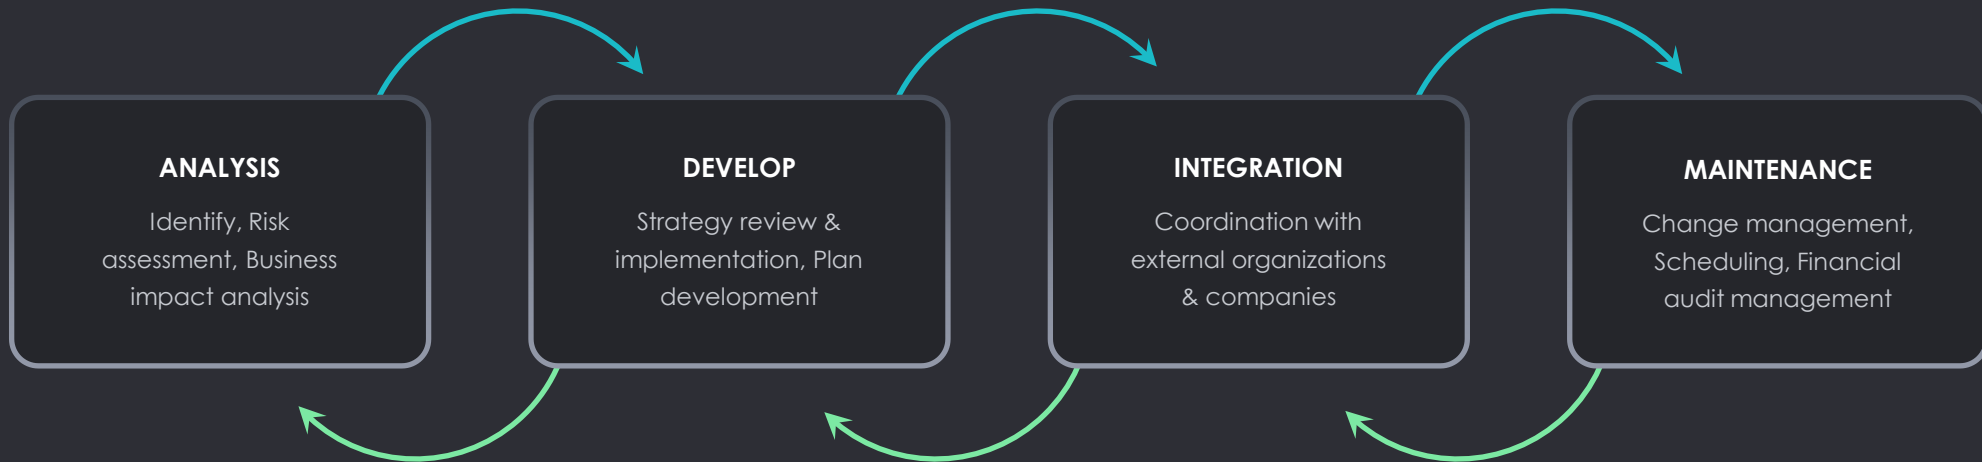 ANALYSIS
Identify, Risk
assessment, Business
impact analysis
DEVELOP
Strategy review &
implementation, Plan
development
INTEGRATION
Coordination with
external organizations
& companies
MAINTENANCE
Change management,
Scheduling, Financial
audit management